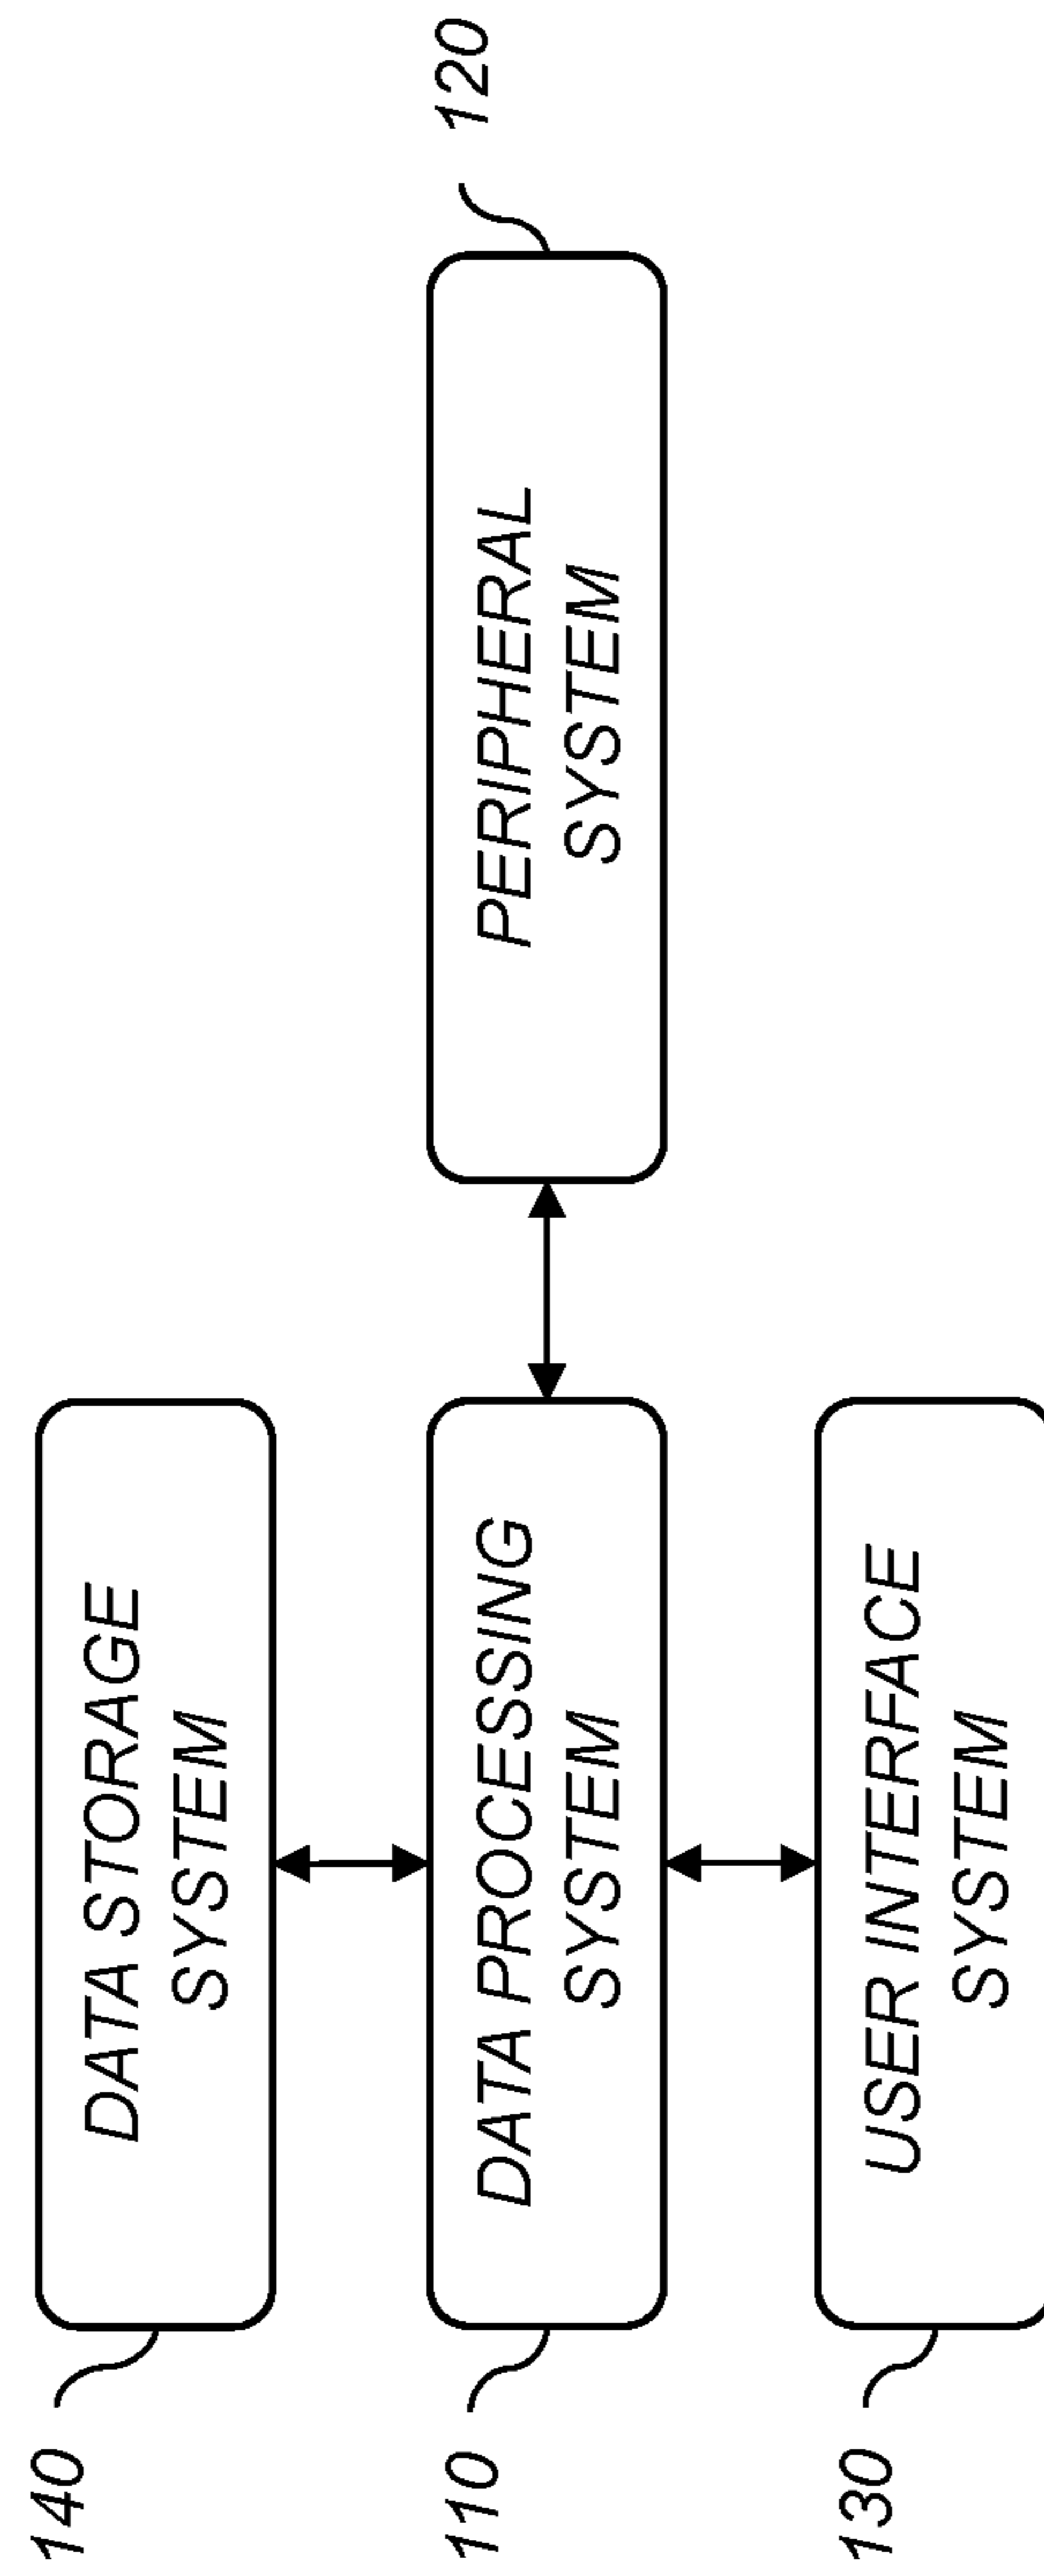 140
DATA STORAGE
SYSTEM
110
DATA PROCESSING
SYSTEM
120
PERIPHERAL
SYSTEM
130
USER INTERFACE
SYSTEM